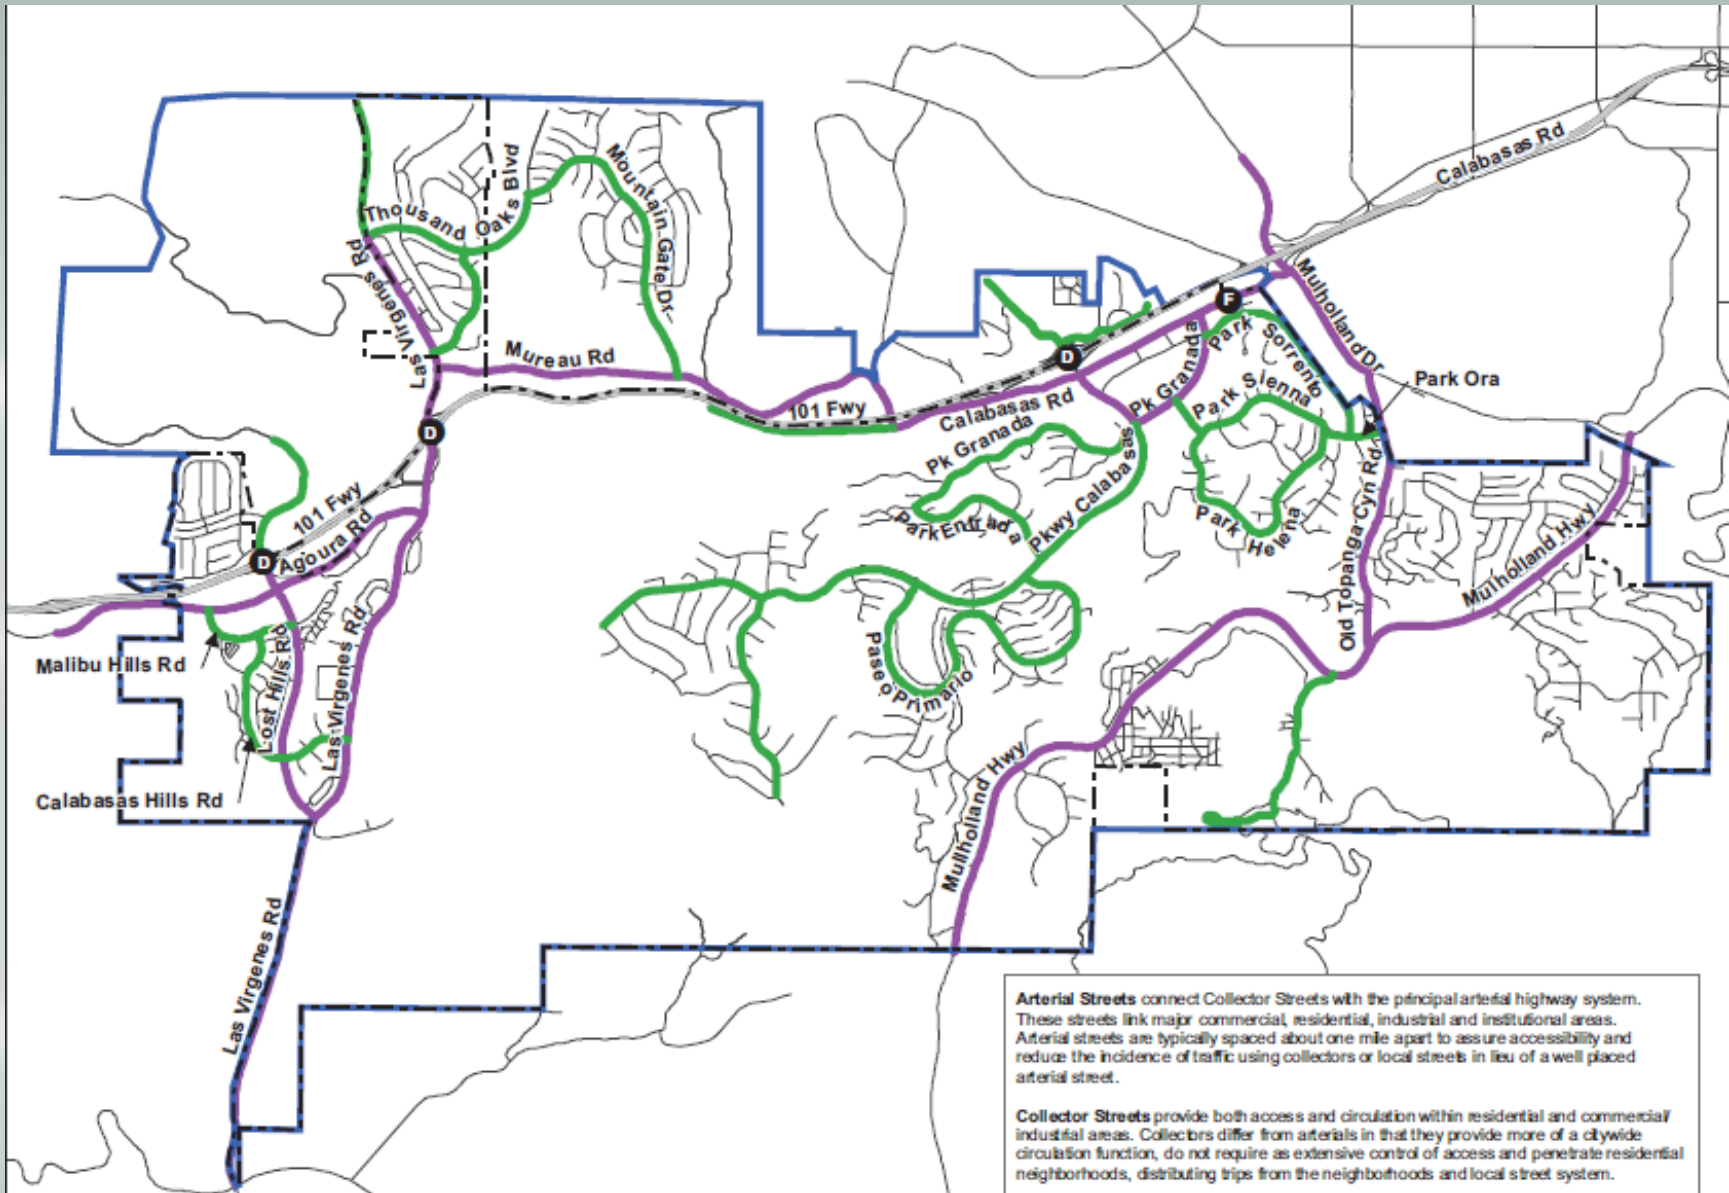 Calabasas Rd
Mountain Gate Dr.
Thousand Oaks Blvd
Las Virgenes Rd
Mulholland Dr
F
D
Park Sorrento
Pk Granada
Mureau Rd
Park Ora
Park Sienna
101 Fwy
Calabasas Rd
D
Pk Granada
Pkwy Calabasas
Old Topanga Cyn Rd
101 Fwy
Park Entrada
Park Helena
Agoura Rd
D
Mulholland Hwy
Malibu Hills Rd
Lost Hills Rd
Las Virgenes Rd
Paseo Primario
Calabasas Hills Rd
Mullholland Hwy
Las Virgenes Rd
Arterial Streets connect Collector Streets with the principal arterial highway system.
These streets link major commercial, residential, industrial and institutional areas.
Arterial streets are typically spaced about one mile apart to assure accessibility and
reduce the incidence of traffic using collectors or local streets in lieu of a well placed
arterial street.
Collector Streets provide both access and circulation within residential and commercial/
industrial areas. Collectors differ from arterials in that they provide more of a citywide
circulation function, do not require as extensive control of access and penetrate residential
neighborhoods, distributing trips from the neighborhoods and local street system.